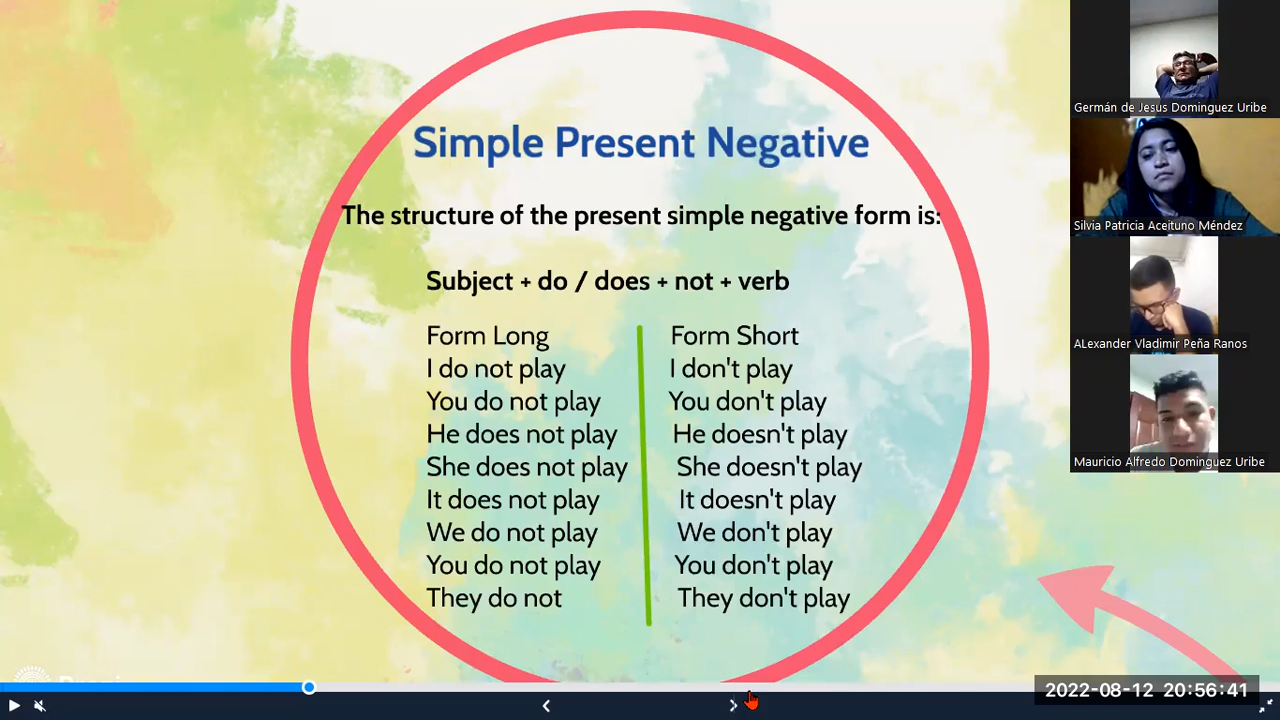 Simple Present Negative
The structure of the present simple negative form is:
Subject + do / does + not + verb
Form Long
I do not play
You do not play
He does not play
She does not play
It does not play
We do not play
You do not play
They do not
Form Short
I don't play
You don't play
He doesn't play
She doesn't play
It doesn't play
We don't play
You don't play
They don't play
Germán de Jesus Dominguez Uribe
Silvia Patricia Aceituno Méndez
ALexander Vladimir Peña Ranos
Mauricio Alfredo Dominguez Uribe
2022-08-12 20:56:41